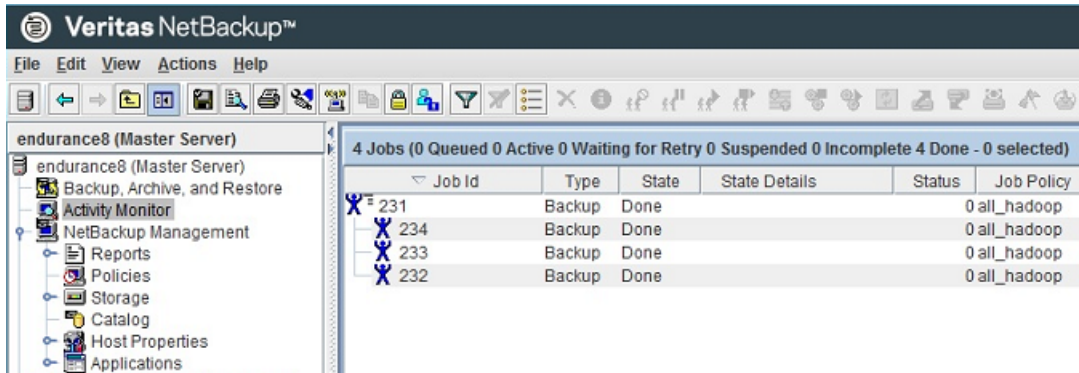 Veritas NetBackup™
File Edit View Actions Help
endurance8 (Master Server)
endurance8 (Master Server)
Backup, Archive, and Restore
Activity Monitor
NetBackup Management
Reports
Policies
Storage
Catalog
Host Properties
Applications
4 Jobs (0 Queued 0 Active 0 Waiting for Retry 0 Suspended 0 Incomplete 4 Done - 0 selected)
Job Id Type State State Details Status Job Policy
231 Backup Done 0 all_hadoop
234 Backup Done 0 all_hadoop
233 Backup Done 0 all_hadoop
232 Backup Done 0 all_hadoop